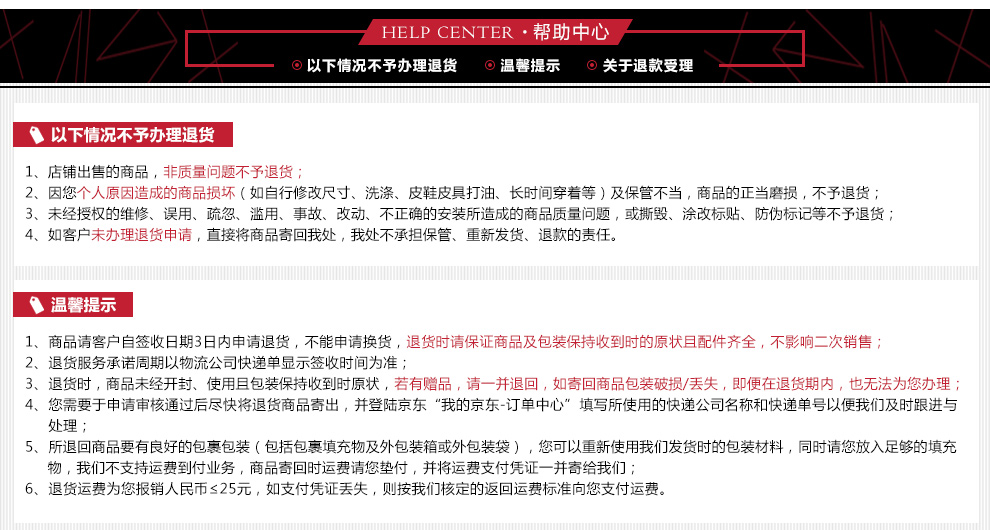 HELP CENTER · 帮助中心
以下情况不予办理退货 温馨提示 关于退款受理
以下情况不予办理退货
1、店铺出售的商品，非质量问题不予退货；
2、因您个人原因造成的商品损坏（如自行修改尺寸、洗涤、皮鞋皮具打油、长时间穿着等）及保管不当，商品的正当磨损，不予退货；
3、未经授权的维修、误用、疏忽、滥用、事故、改动、不正确的安装所造成的商品质量问题，或撕毁、涂改标贴、防伪标记等不予退货；
4、如客户未办理退货申请，直接将商品寄回我处，我处不承担保管、重新发货、退款的责任。
温馨提示
1、商品请客户自签收日期3日内申请退货，不能申请换货，退货时请保证商品及包装保持收到时的原状且配件齐全，不影响二次销售；
2、退货服务承诺周期以物流公司快递单显示签收时间为准；
3、退货时，商品未经开封、使用且包装保持收到时原状，若有赠品，请一并退回，如寄回商品包装破损/丢失，即便在退货期内，也无法为您办理；
4、您需要于申请审核通过后尽快将退货商品寄出，并登陆京东“我的京东-订单中心”填写所使用的快递公司名称和快递单号以便我们及时跟进与
处理；
5、所退回商品要有良好的包裹包装（包括包裹填充物及外包装箱或外包装袋），您可以重新使用我们发货时的包装材料，同时请您放入足够的填充
物，我们不支持运费到付业务，商品寄回时运费请您垫付，并将运费支付凭证一并寄给我们；
6、退货运费为您报销人民币≤25元，如支付凭证丢失，则按我们核定的返回运费标准向您支付运费。